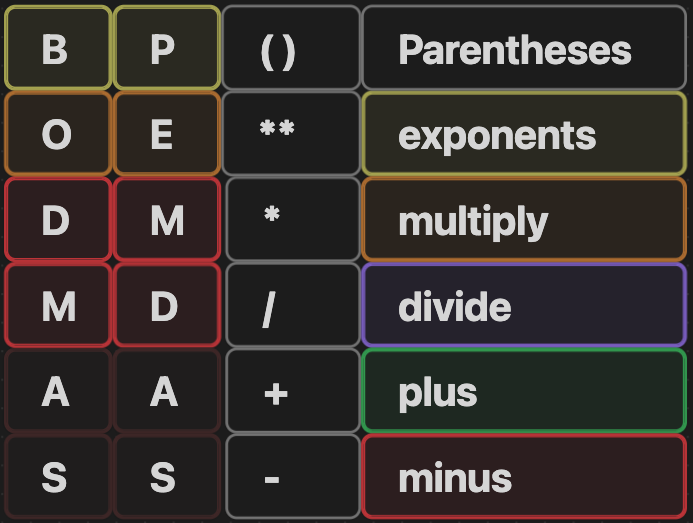 B P () Parentheses
O E ** exponents
D M * multiply
M D / divide
A A + plus
S S - minus